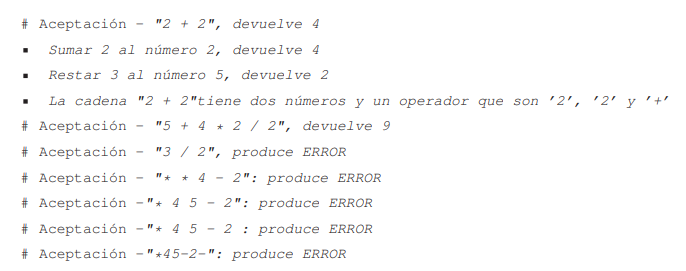 # Aceptación - "2 + 2", devuelve 4
▪ Sumar 2 al número 2, devuelve 4
▪ Restar 3 al número 5, devuelve 2
▪ La cadena "2 + 2"tiene dos números y un operador que son '2', '2' y '+'
# Aceptación - "5 + 4 * 2 / 2", devuelve 9
# Aceptación - "3 / 2", produce ERROR
# Aceptación - "* * 4 - 2": produce ERROR
# Aceptación -"* 4 5 - 2": produce ERROR
# Aceptación -"* 4 5 - 2 : produce ERROR
# Aceptación -"*45-2-": produce ERROR